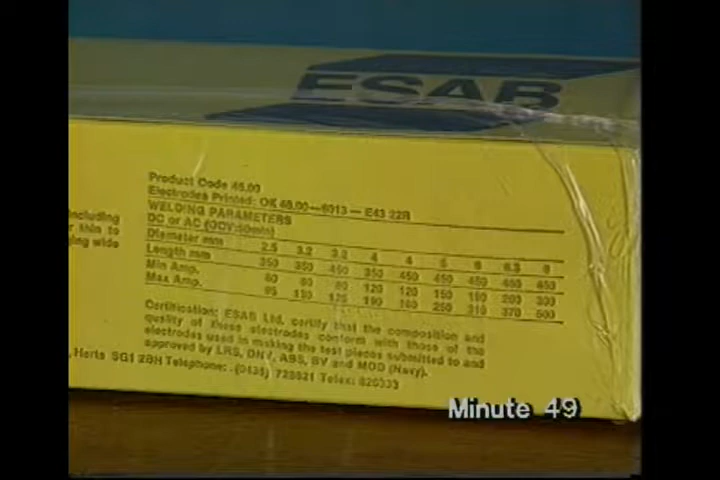 ESAB
Product Code 46.00
Electrodes Printed: OK 46.00—6013 — E43 22R
WELDING PARAMETERS
DC or AC (OCV:50min)
Diameter mm 2.5 3.2 3.2 4 4 5 6 6.3 8
Length mm 350 350 450 350 450 450 450 450 450
Min Amp. 60 80 80 120 120 150 180 200 300
Max Amp. 95 130 125 190 160 250 310 370 500
including
r thin to
ing wide
Certification: ESAB Ltd. certify that the composition and
quality of these electrodes conform with those of the
electrodes used in making the test pieces submitted to and
approved by LRS, DNV, ABS, BV and MOD (Navy).
, Herts SG1 2BH Telephone: (0438) Telex:
Minute 49